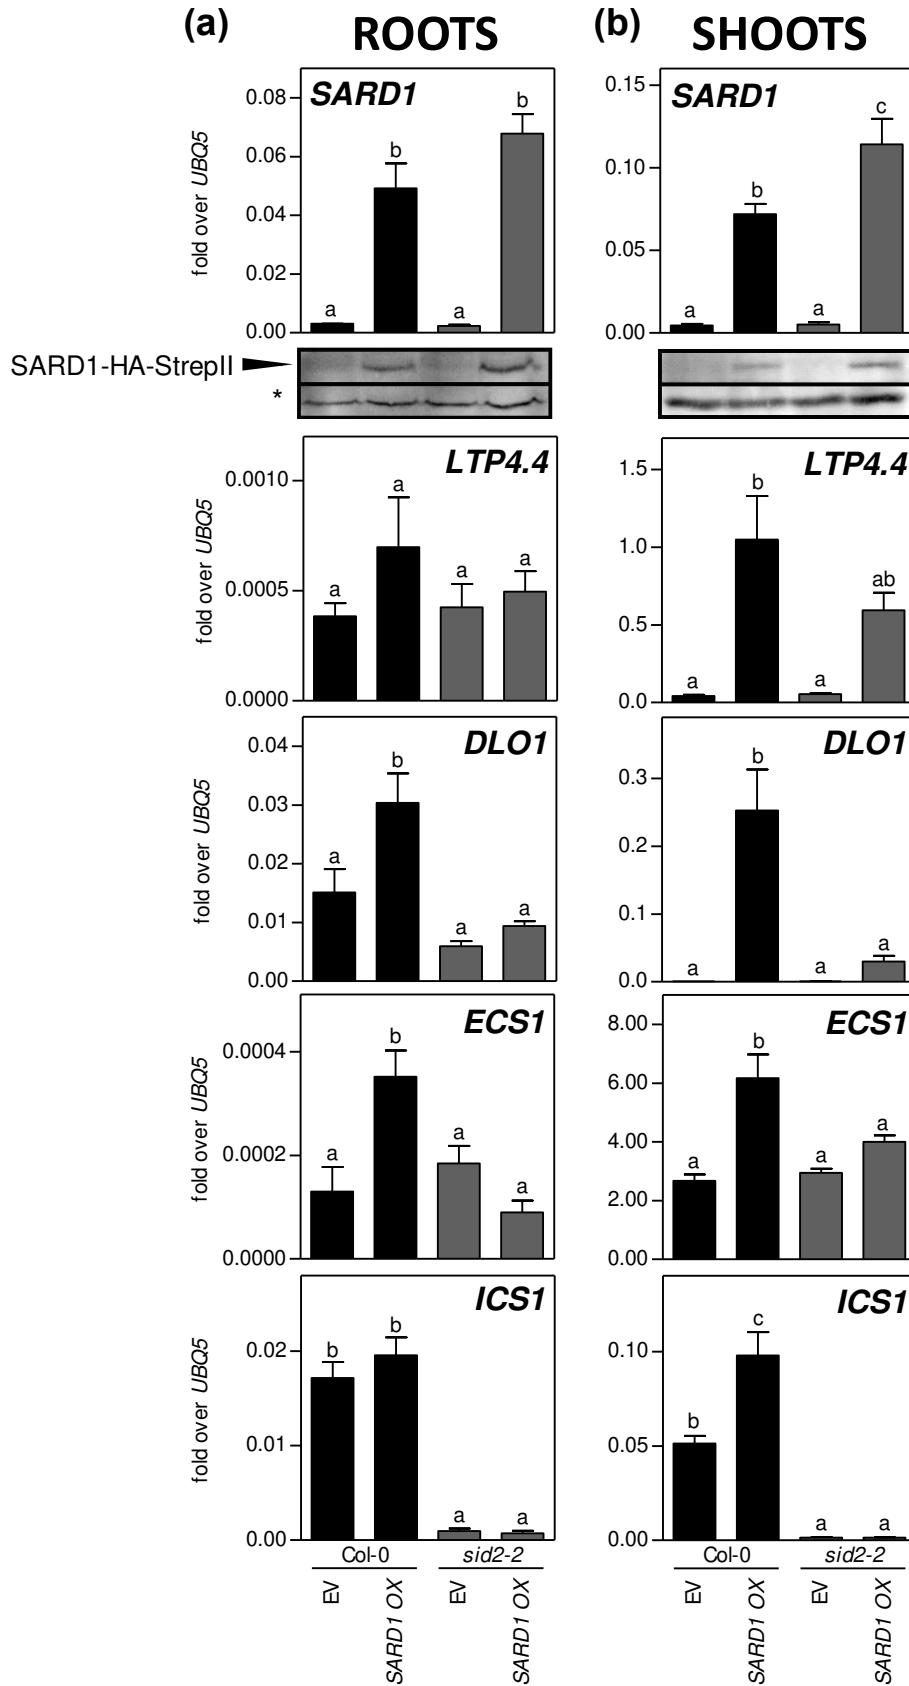 (a) ROOTS
(b) SHOOTS
SARD1
fold over UBQ5
0.08
0.06
0.04
0.02
0.00
a
b
a
b
SARD1
0.15
0.10
0.05
0.00
a
b
a
c
SARD1-HA-StrepII
*
LTP4.4
fold over UBQ5
0.0010
0.0005
0.0000
a
a
a
a
LTP4.4
1.5
1.0
0.5
0.0
a
b
a
ab
DLO1
fold over UBQ5
0.04
0.03
0.02
0.01
0.00
a
b
a
a
DLO1
0.3
0.2
0.1
0.0
a
b
a
a
ECS1
fold over UBQ5
0.0004
0.0002
0.0000
a
b
a
a
ECS1
8.00
6.00
4.00
2.00
0.00
a
b
a
a
ICS1
fold over UBQ5
0.02
0.01
0.00
b
b
a
a
ICS1
0.10
0.05
0.00
b
c
a
a
Col-0 sid2-2
EV
SARD1 OX
EV
SARD1 OX
Col-0 sid2-2
EV
SARD1 OX
EV
SARD1 OX